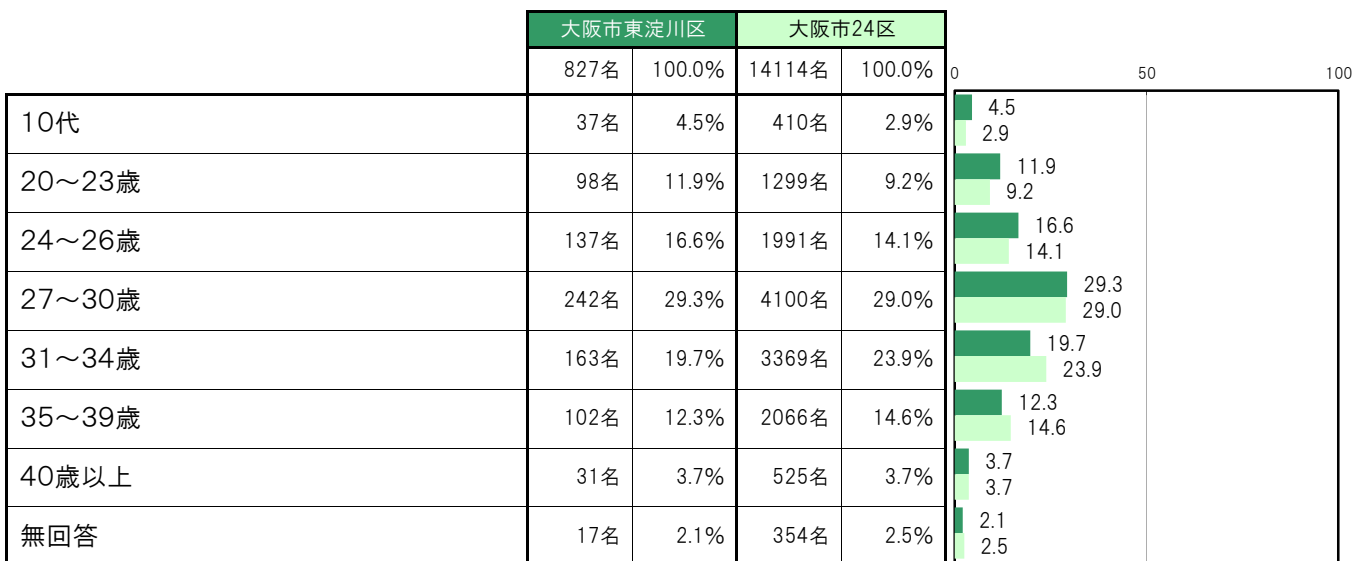 大阪市東淀川区 大阪市24区
827名 100.0% 14114名 100.0% 0 50 100
10代 37名 4.5% 410名 2.9% 4.5
2.9
20～23歳 98名 11.9% 1299名 9.2% 11.9
9.2
24～26歳 137名 16.6% 1991名 14.1% 16.6
14.1
27～30歳 242名 29.3% 4100名 29.0% 29.3
29.0
31～34歳 163名 19.7% 3369名 23.9% 19.7
23.9
35～39歳 102名 12.3% 2066名 14.6% 12.3
14.6
40歳以上 31名 3.7% 525名 3.7% 3.7
3.7
無回答 17名 2.1% 354名 2.5% 2.1
2.5